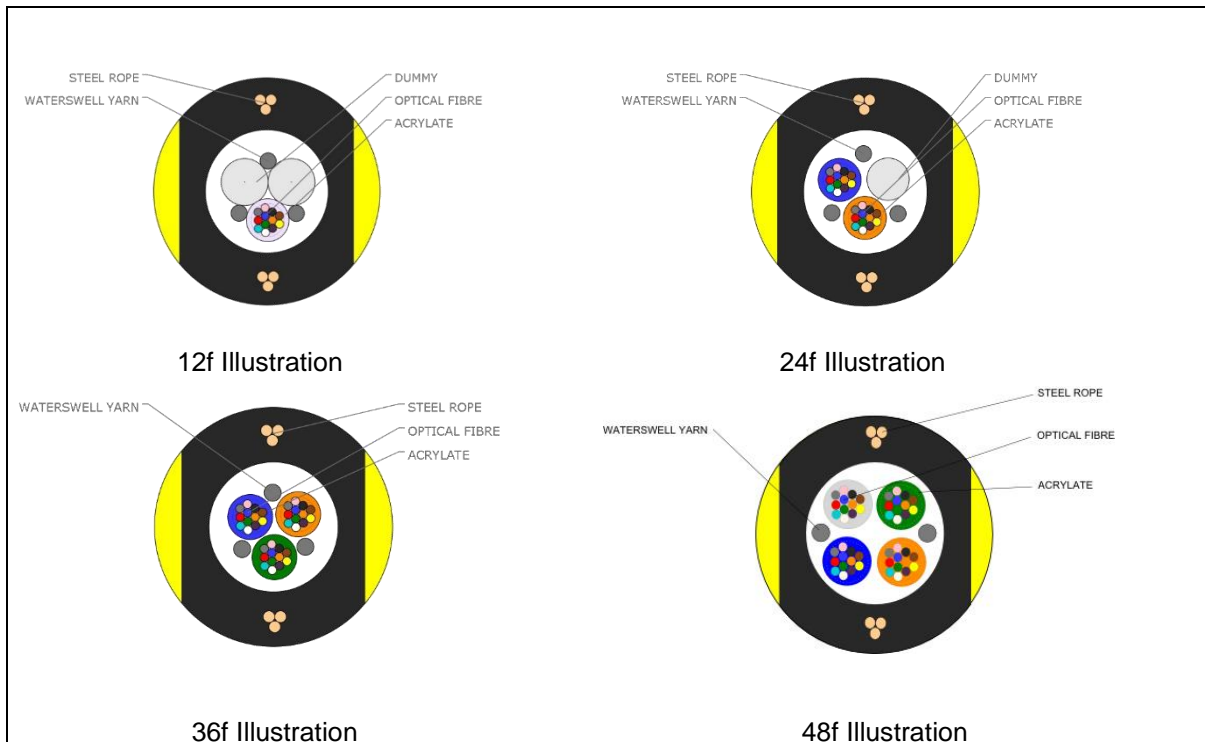 STEEL ROPE
WATERSWELL YARN
DUMMY
OPTICAL FIBRE
ACRYLATE
12f Illustration
STEEL ROPE
WATERSWELL YARN
DUMMY
OPTICAL FIBRE
ACRYLATE
24f Illustration
WATERSWELL YARN
STEEL ROPE
OPTICAL FIBRE
ACRYLATE
36f Illustration
STEEL ROPE
WATERSWELL YARN
OPTICAL FIBRE
ACRYLATE
48f Illustration